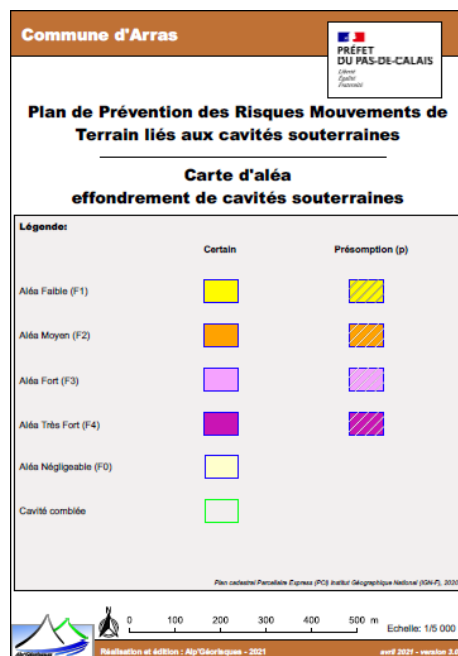 Commune d'Arras
PRÉFET
DU PAS-DE-CALAIS
Liberté
Égalité
Fraternité
Plan de Prévention des Risques Mouvements de
Terrain liés aux cavités souterraines
Carte d'aléa
effondrement de cavités souterraines
Légende:
Certain Présomption (p)
Aléa Faible (F1)
Aléa Moyen (F2)
Aléa Fort (F3)
Aléa Très Fort (F4)
Aléa Négligeable (F0)
Cavité comblée
Plan cadastral Parcellaire Express (PCI) Institut Géographique National (IGN-F), 2020
N
0 100 200 300 400 500 m
Echelle: 1/5 000
Alp'Géorisques
Réalisation et édition : Alp'Géorisques - 2021 avril 2021 - version 2.0